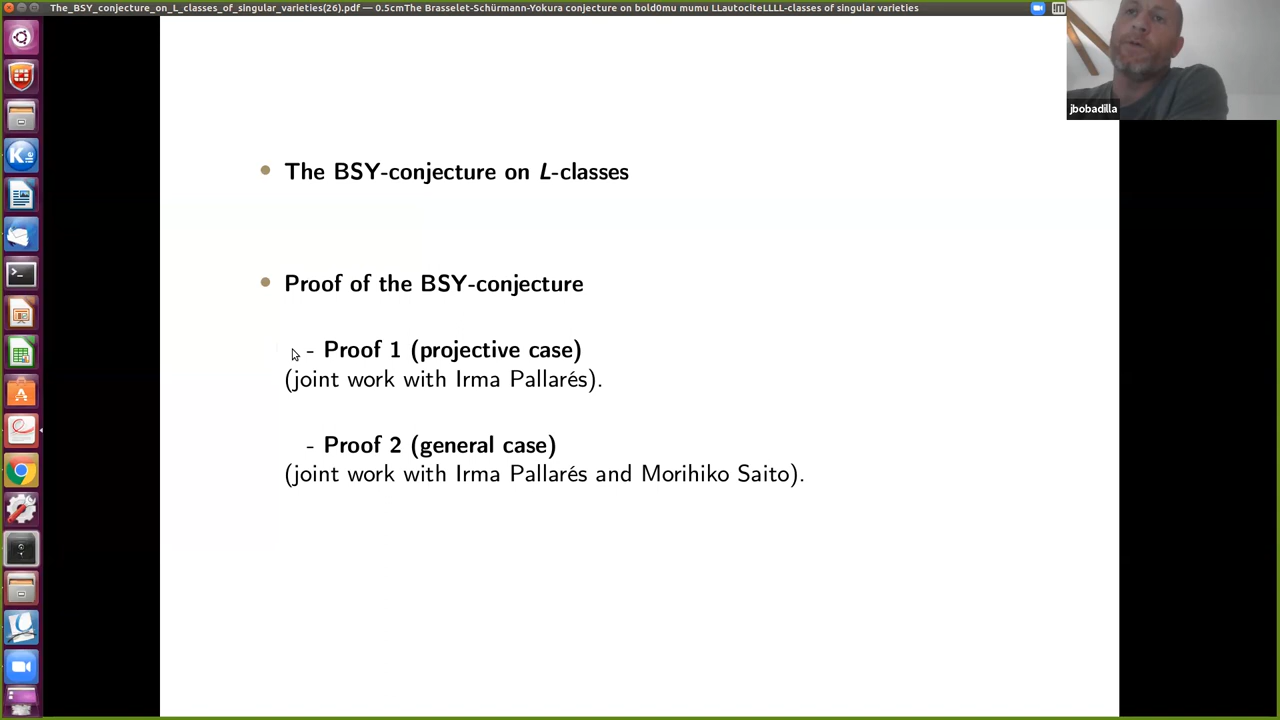 The_BSY_conjecture_on_L_classes_of_singular_varieties(26).pdf — 0.5cmThe Brasselet-Schürmann-Yokura conjecture on bold0mu mumu LLautociteLLLL-classes of singular varieties
jbobadilla
• The BSY-conjecture on L-classes
• Proof of the BSY-conjecture
- Proof 1 (projective case)
(joint work with Irma Pallarés).
- Proof 2 (general case)
(joint work with Irma Pallarés and Morihiko Saito).